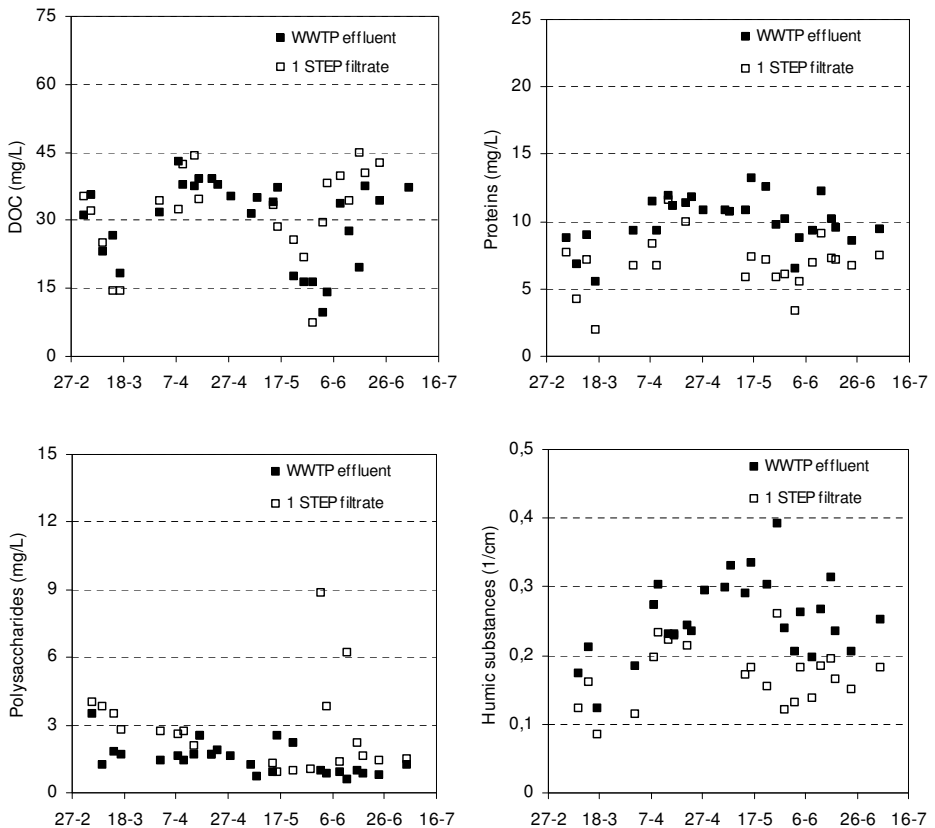 75
60
45
30
15
0
DOC (mg/L)
WWTP effluent
1 STEP filtrate
27-2 18-3 7-4 27-4 17-5 6-6 26-6 16-7
25
20
15
10
5
0
Proteins (mg/L)
WWTP effluent
1 STEP filtrate
27-2 18-3 7-4 27-4 17-5 6-6 26-6 16-7
15
12
9
6
3
0
Polysaccharides (mg/L)
WWTP effluent
1 STEP filtrate
27-2 18-3 7-4 27-4 17-5 6-6 26-6 16-7
0,5
0,4
0,3
0,2
0,1
0,0
Humic substances (1/cm)
WWTP effluent
1 STEP filtrate
27-2 18-3 7-4 27-4 17-5 6-6 26-6 16-7